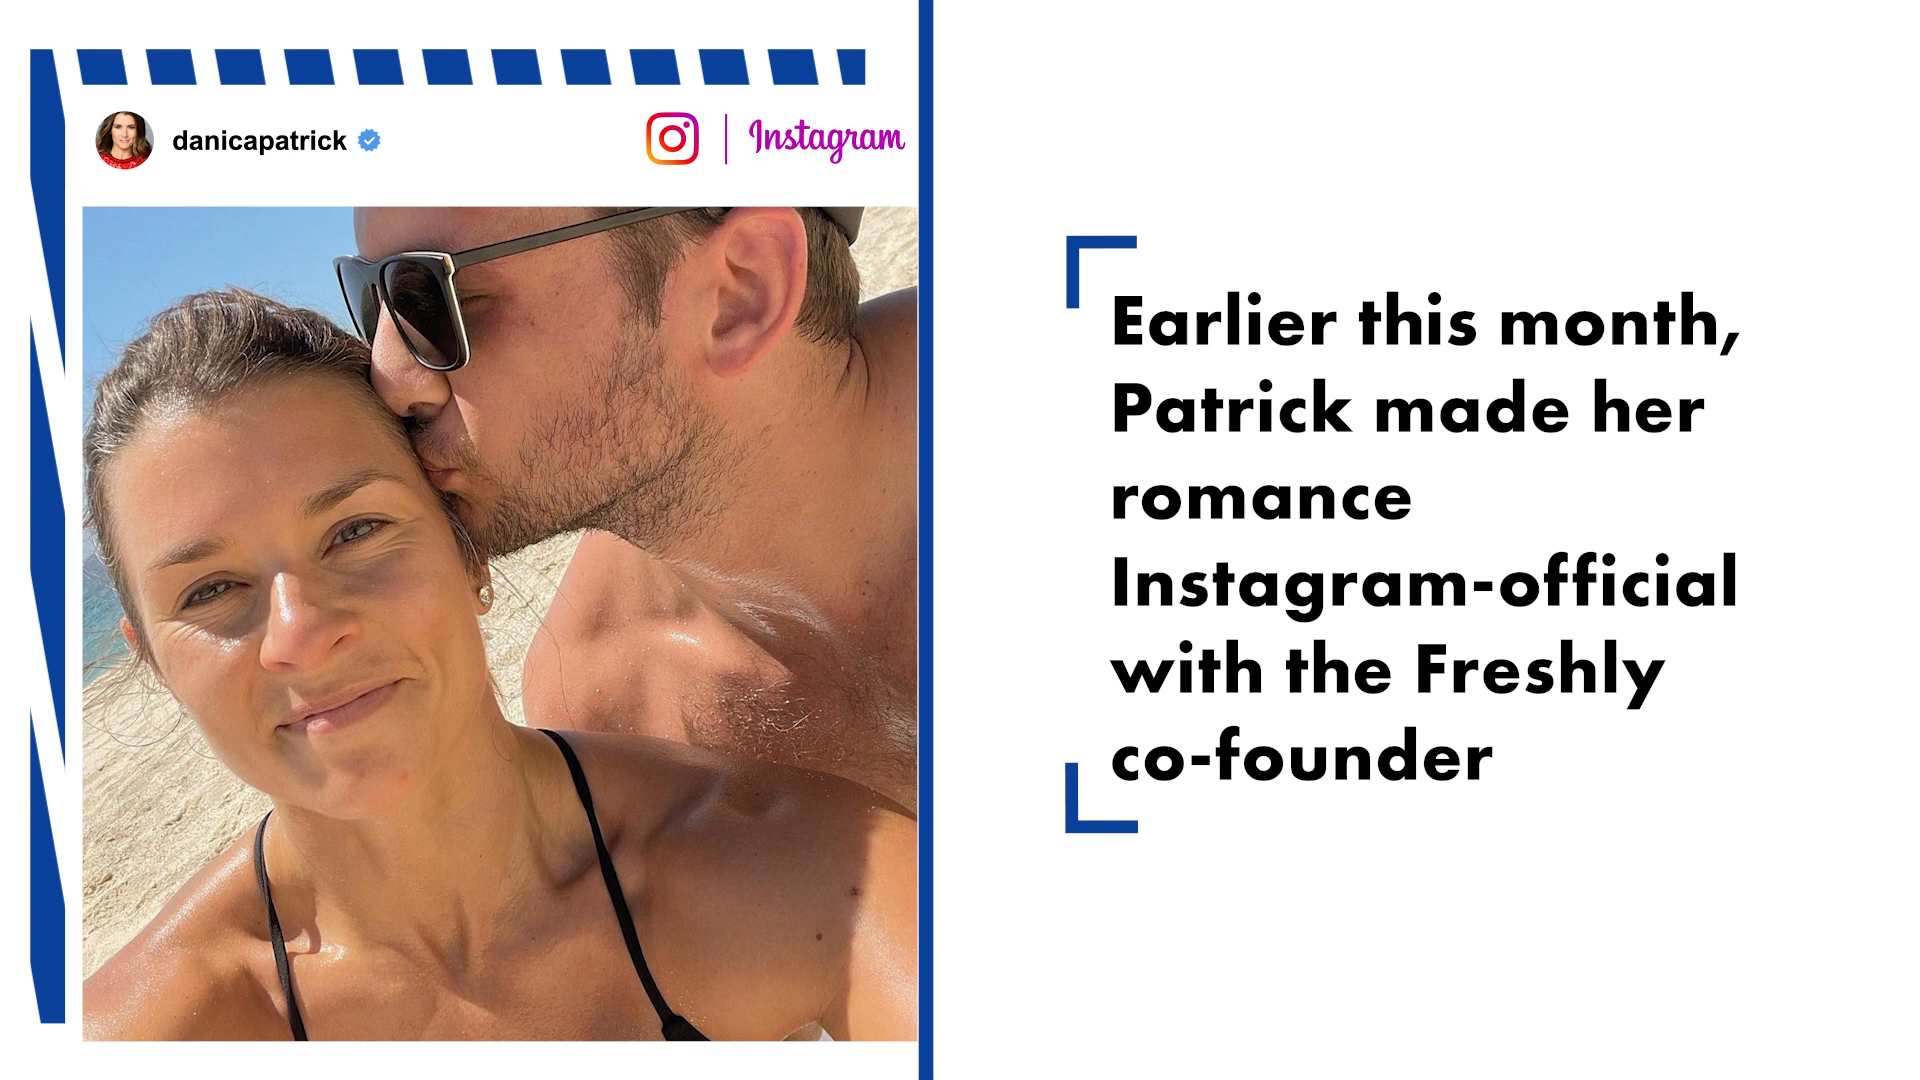 danicapatrick
Instagram
Earlier this month,
Patrick made her
romance
Instagram-official
with the Freshly
co-founder